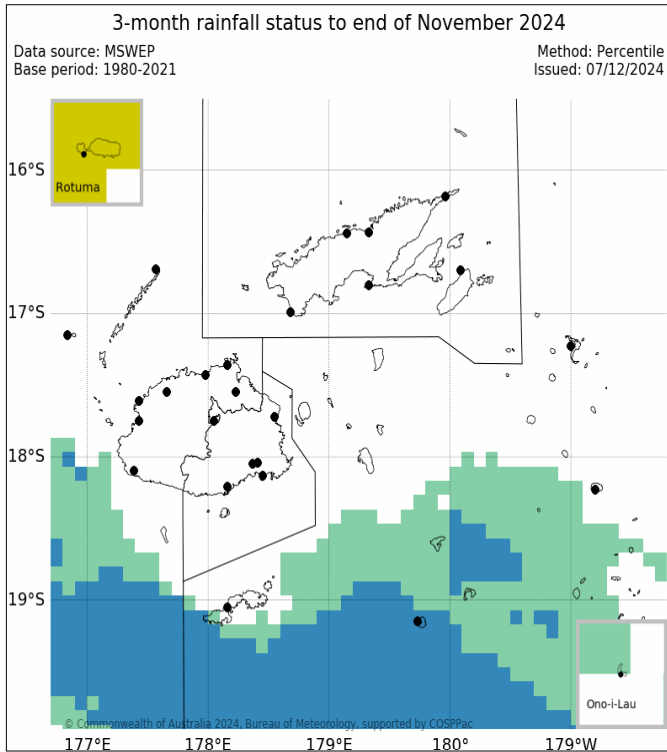 3-month rainfall status to end of November 2024
Data source: MSWEP
Method: Percentile
Base period: 1980-2021
Issued: 07/12/2024
Rotuma
16°S
17°S
18°S
19°S
Ono-i-Lau
© Commonwealth of Australia 2024, Bureau of Meteorology, supported by COSPPac
177°E
178°E
179°E
180°
179°W